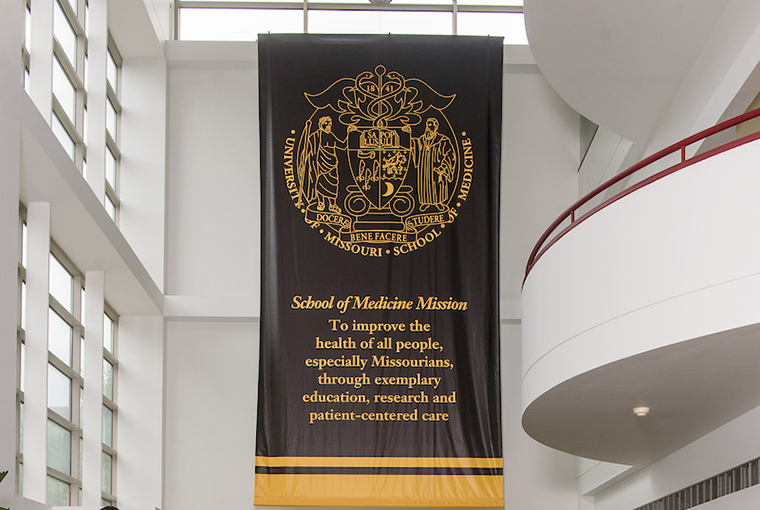 1841
UNIVERSITY OF MISSOURI • SCHOOL OF MEDICINE
DOCERE STUDERE
BENE FACERE
School of Medicine Mission
To improve the
health of all people,
especially Missourians,
through exemplary
education, research and
patient-centered care